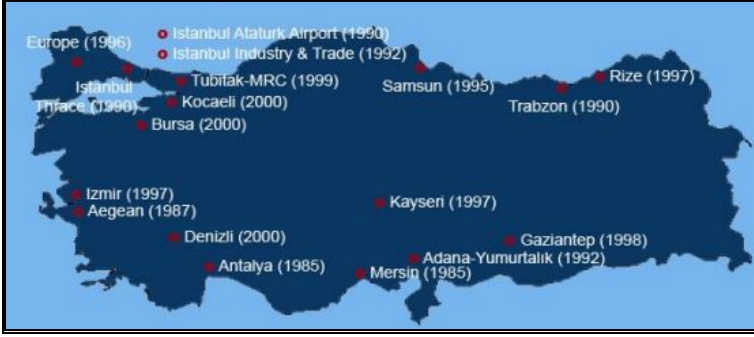 Istanbul Ataturk Airport (1990)
Europe (1996)
Istanbul Industry & Trade (1992)
Tubitak-MRC (1999)
Istanbul
Thrace (1990)
Kocaeli (2000)
Bursa (2000)
Samsun (1995)
Rize (1997)
Trabzon (1990)
Izmir (1997)
Aegean (1987)
Kayseri (1997)
Denizli (2000)
Gaziantep (1998)
Antalya (1985)
Adana-Yumurtalık (1992)
Mersin (1985)